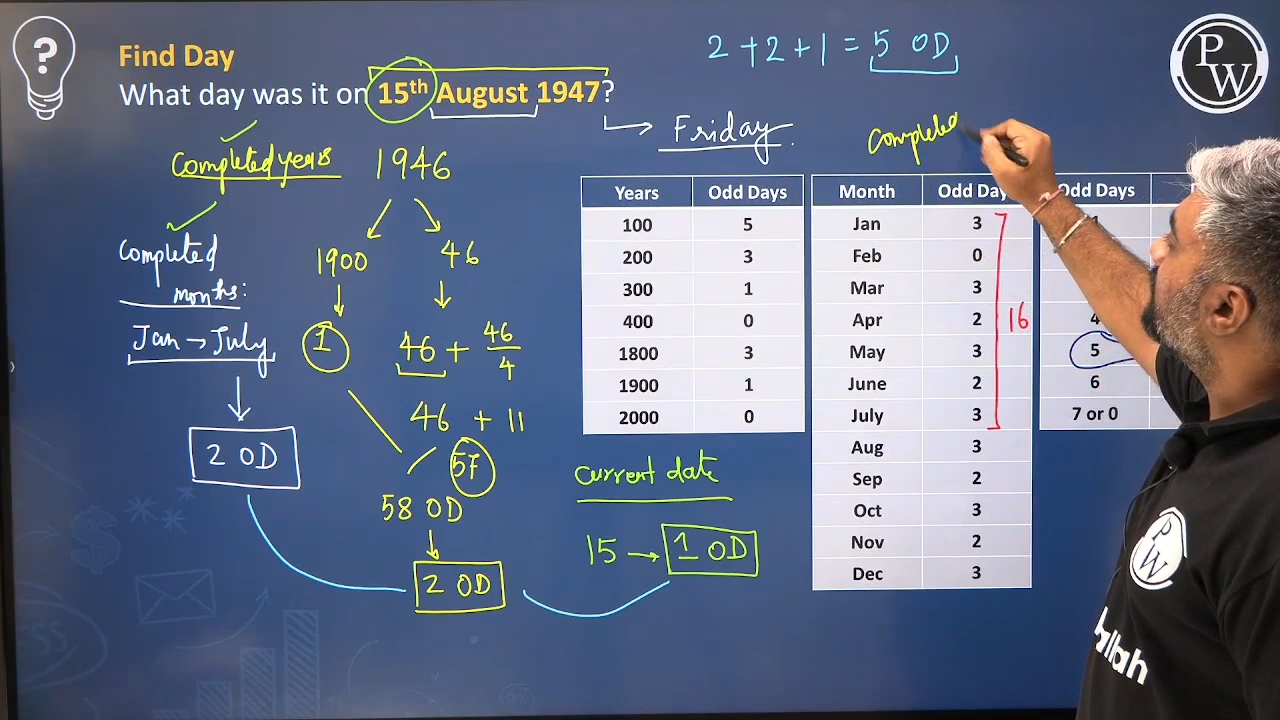 Find Day
What day was it on 15th August 1947?
2 + 2 + 1 = 5 OD
PW
Friday.
Completed
Completed years 1946
1900 46
1 46 + 46/4
46 + 11
57
58 OD
2 OD
Completed
months:
Jan → July
2 OD
current date
15 → 1 OD
Years Odd Days
100 5
200 3
300 1
400 0
1800 3
1900 1
2000 0
Month Odd Day
Jan 3
Feb 0
Mar 3
Apr 2
May 3
June 2
July 3
Aug 3
Sep 2
Oct 3
Nov 2
Dec 3
16
Odd Days
4
5
6
7 or 0
PW
allah